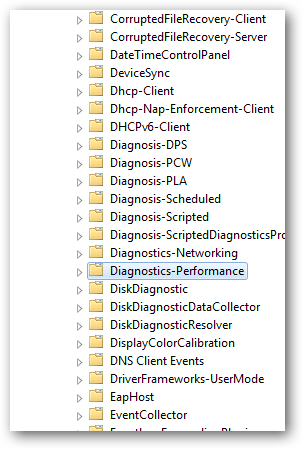 CorruptedFileRecovery-Client
CorruptedFileRecovery-Server
DateTimeControlPanel
DeviceSync
Dhcp-Client
Dhcp-Nap-Enforcement-Client
DHCPv6-Client
Diagnosis-DPS
Diagnosis-PCW
Diagnosis-PLA
Diagnosis-Scheduled
Diagnosis-Scripted
Diagnosis-ScriptedDiagnosticsPro
Diagnostics-Networking
Diagnostics-Performance
DiskDiagnostic
DiskDiagnosticDataCollector
DiskDiagnosticResolver
DisplayColorCalibration
DNS Client Events
DriverFrameworks-UserMode
EapHost
EventCollector